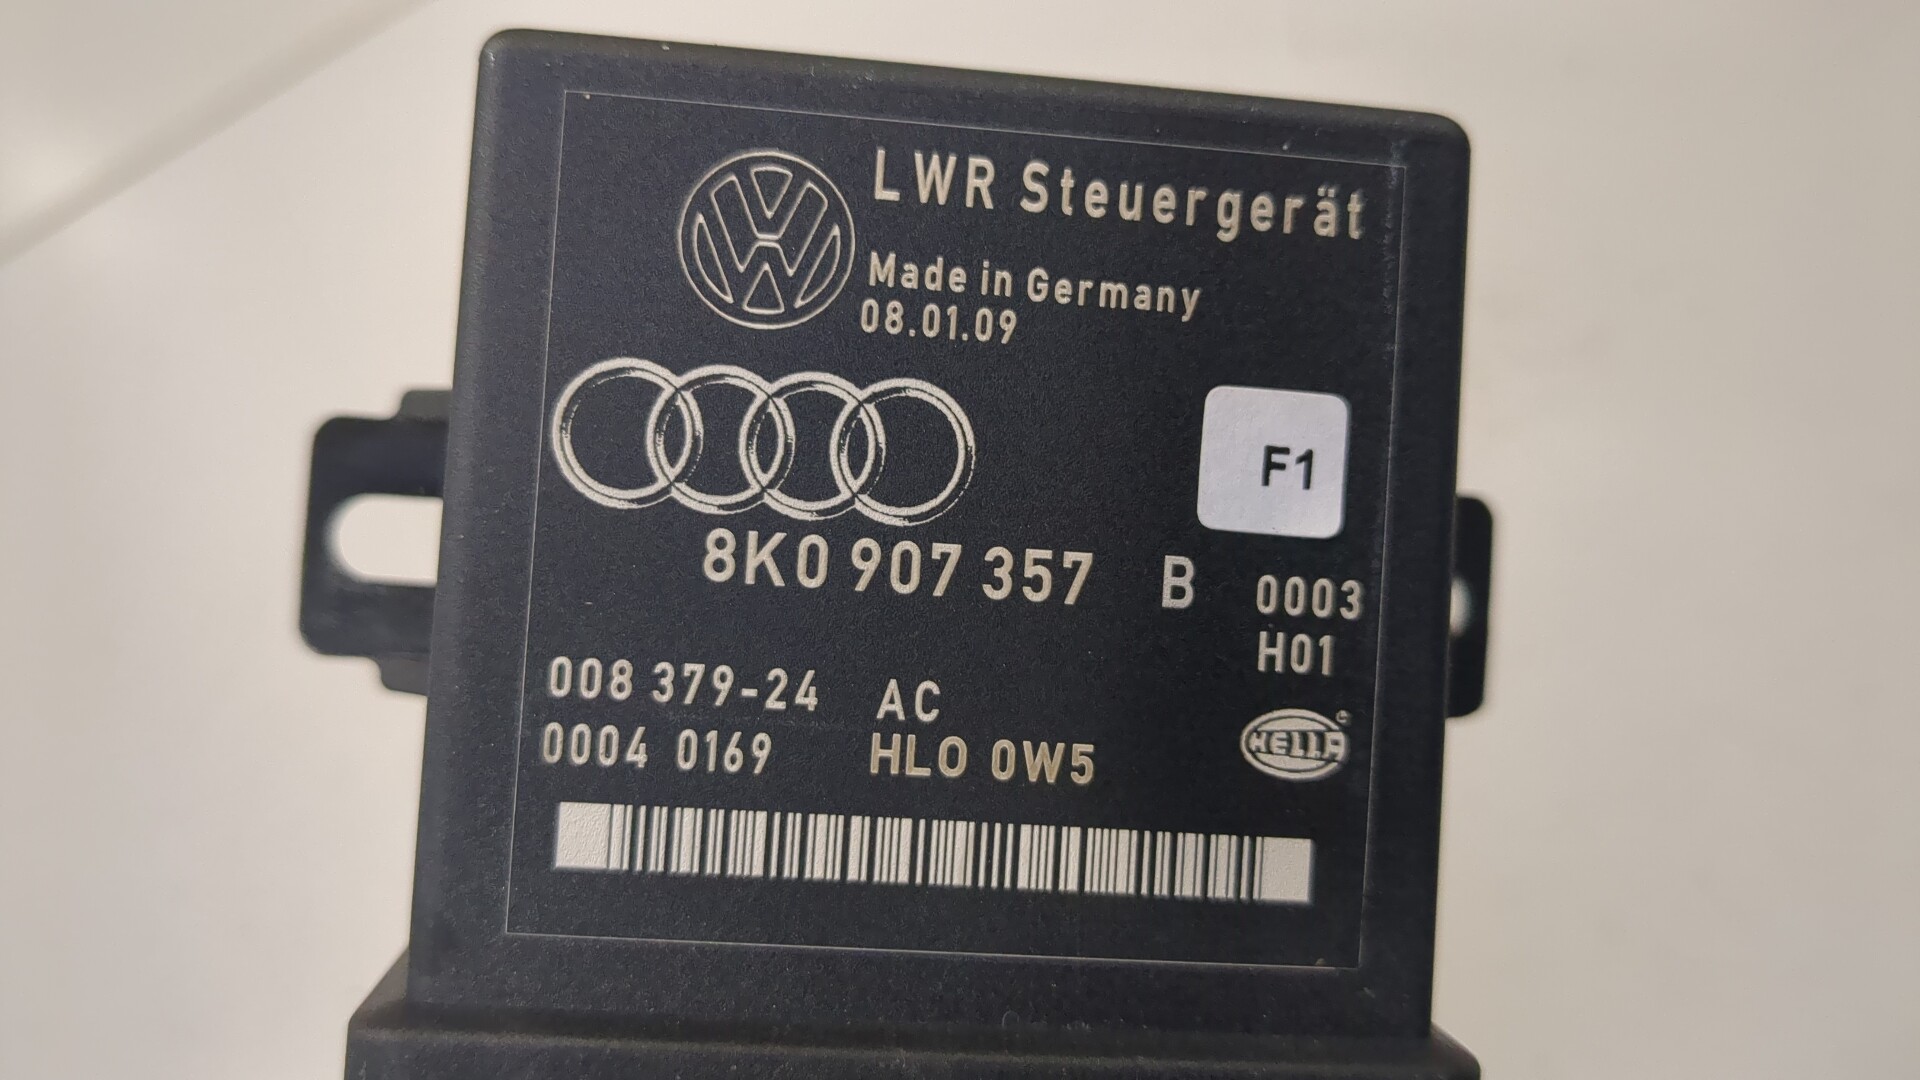 LWR Steuergerät
Made in Germany
08.01.09
F1
8K0 907 357 B 0003
H01
008 379-24 AC
0004 0169 HLO 0W5
HELLA